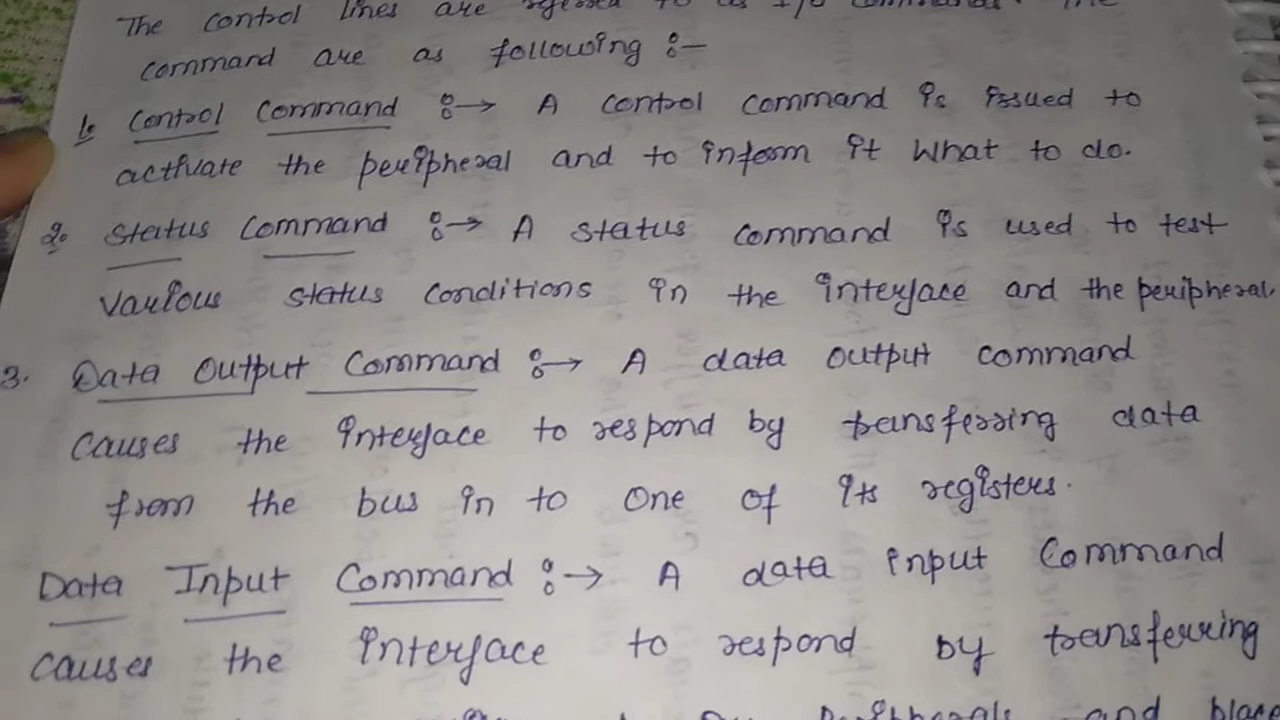 The control lines are to as I/O
command are as following :-
1. Control Command :→ A control command is issued to
activate the peripheral and to inform it what to do.
2. Status Command :→ A status command is used to test
various status conditions in the interface and the peripheral.
3. Data Output Command :→ A data output command
causes the interface to respond by transferring data
from the bus in to one of its registers.
Data Input Command :→ A data input Command
causes the interface to respond by transferring
and